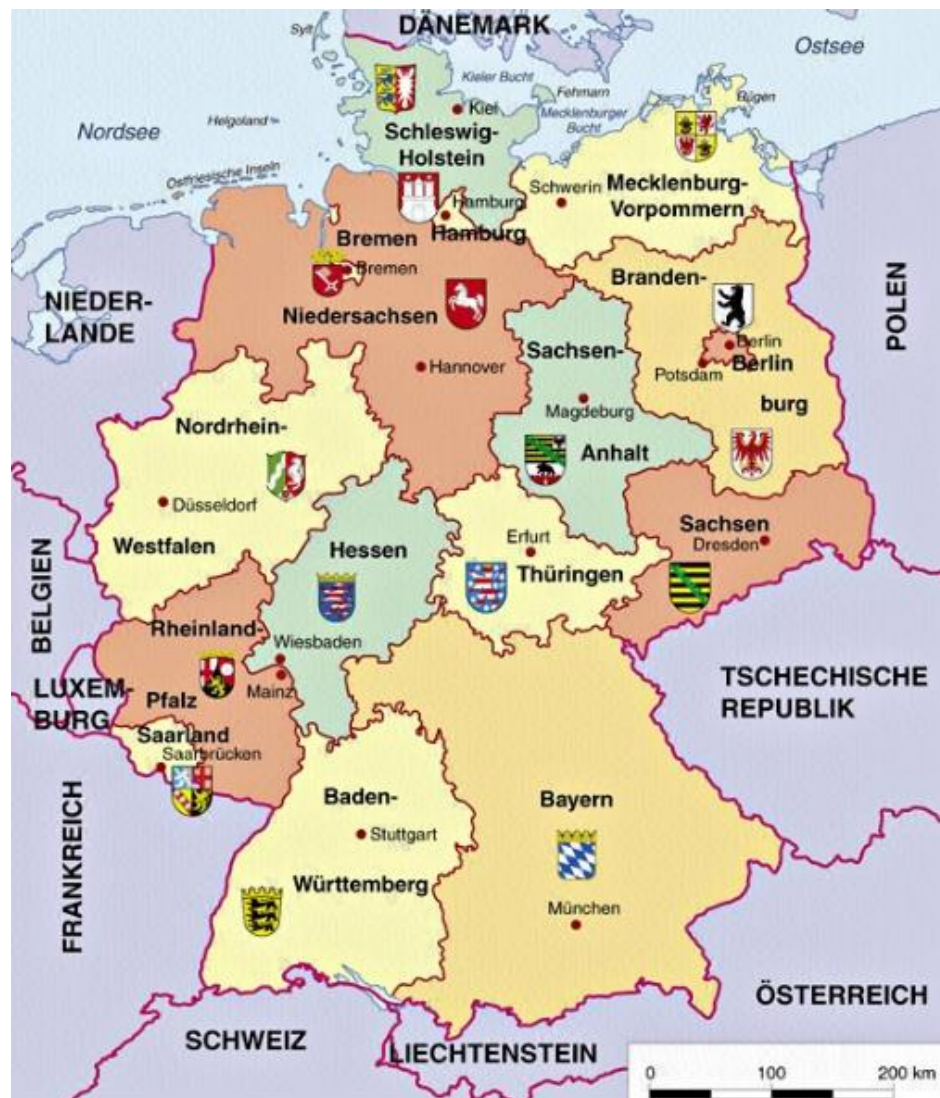 DÄNEMARK
Sylt
Ostsee
Kieler Bucht
Fehmarn
Rügen
Kiel
Mecklenburger
Bucht
Nordsee
Helgoland
Schleswig-
Holstein
Ostfriesische Inseln
Schwerin
Mecklenburg-
Vorpommern
Hamburg
Hamburg
Bremen
Bremen
Branden-
NIEDER-
LANDE
POLEN
Niedersachsen
Berlin
Berlin
Potsdam
Sachsen-
Hannover
burg
Magdeburg
Nordrhein-
Anhalt
Düsseldorf
Sachsen
Dresden
Westfalen
Hessen
Erfurt
Thüringen
BELGIEN
Rheinland-
Wiesbaden
LUXEM-
BURG
Mainz
Pfalz
TSCHECHISCHE
REPUBLIK
Saarland
Saarbrücken
Baden-
Bayern
Stuttgart
FRANKREICH
Württemberg
München
ÖSTERREICH
SCHWEIZ
LIECHTENSTEIN
0 100 200 km